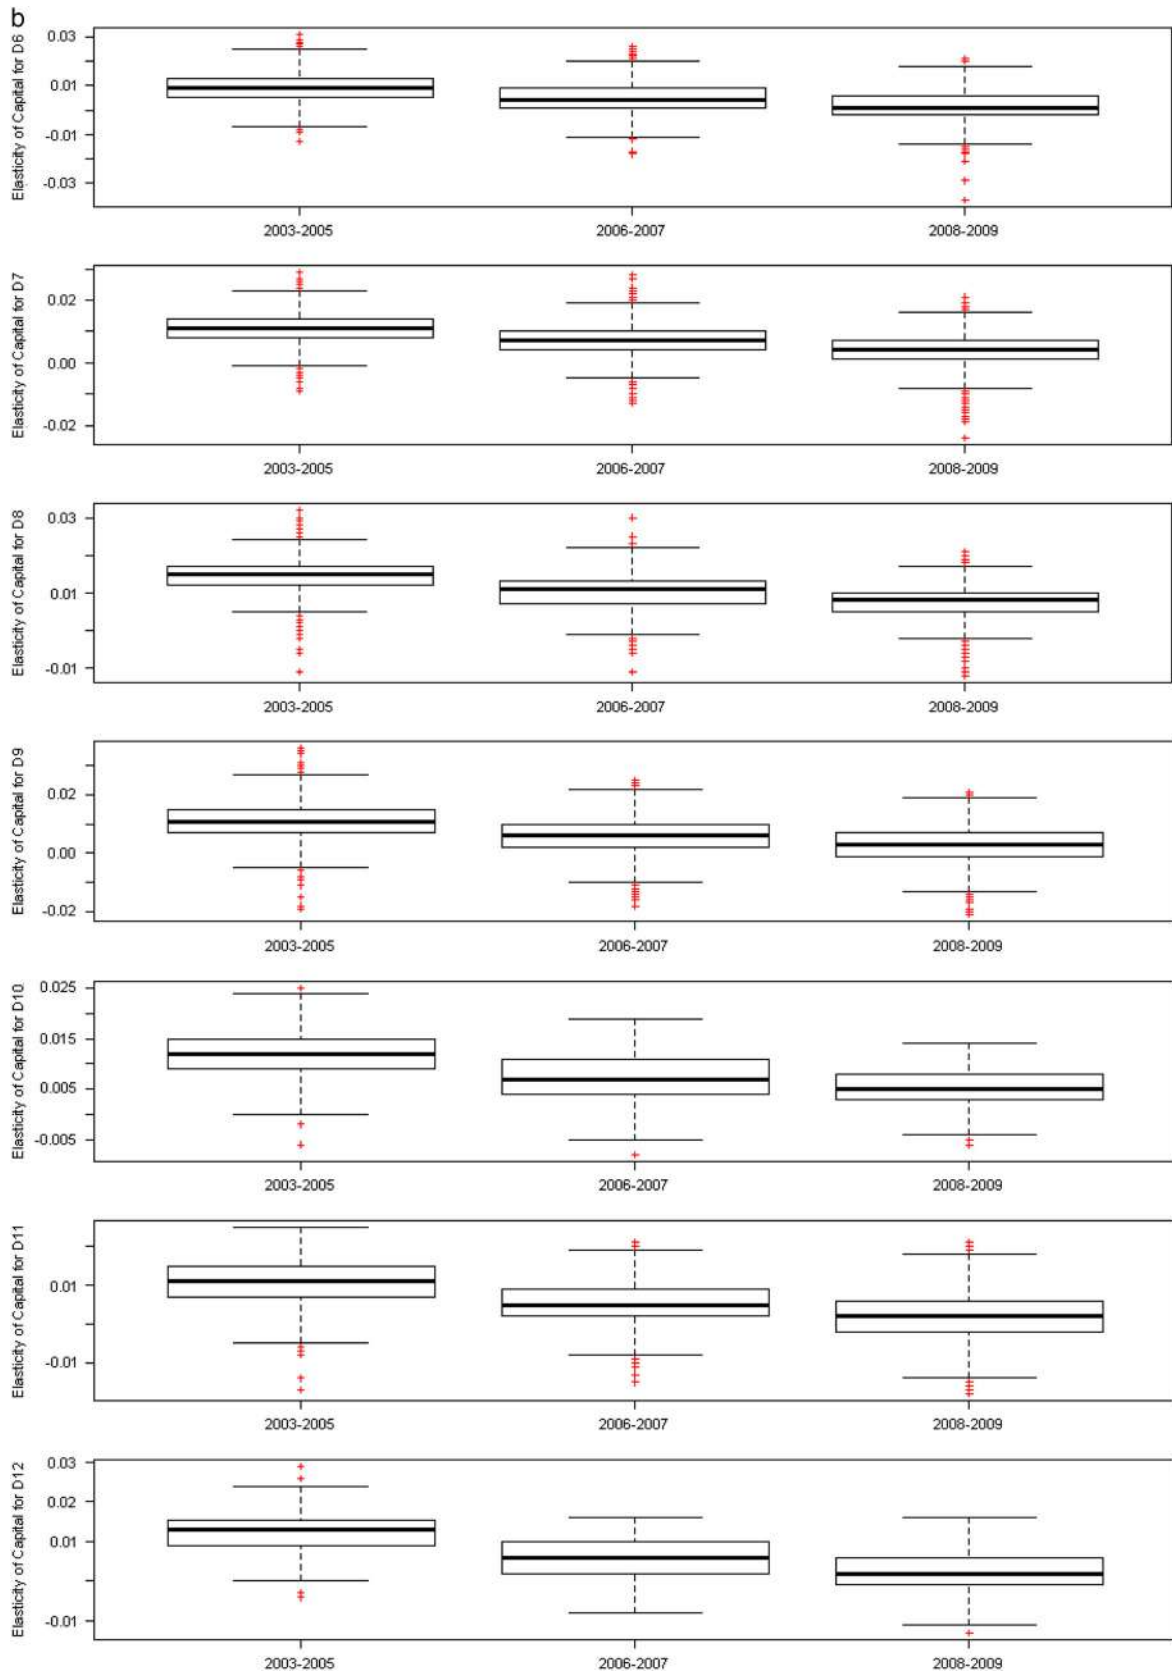 b
Elasticity of Capital for D6
0.03
0.01
-0.01
-0.03
2003-2005 2006-2007 2008-2009
Elasticity of Capital for D7
0.02
0.00
-0.02
2003-2005 2006-2007 2008-2009
Elasticity of Capital for D8
0.03
0.01
-0.01
2003-2005 2006-2007 2008-2009
Elasticity of Capital for D9
0.02
0.00
-0.02
2003-2005 2006-2007 2008-2009
Elasticity of Capital for D10
0.025
0.015
0.005
-0.005
2003-2005 2006-2007 2008-2009
Elasticity of Capital for D11
0.01
-0.01
2003-2005 2006-2007 2008-2009
Elasticity of Capital for D12
0.03
0.02
0.01
-0.01
2003-2005 2006-2007 2008-2009